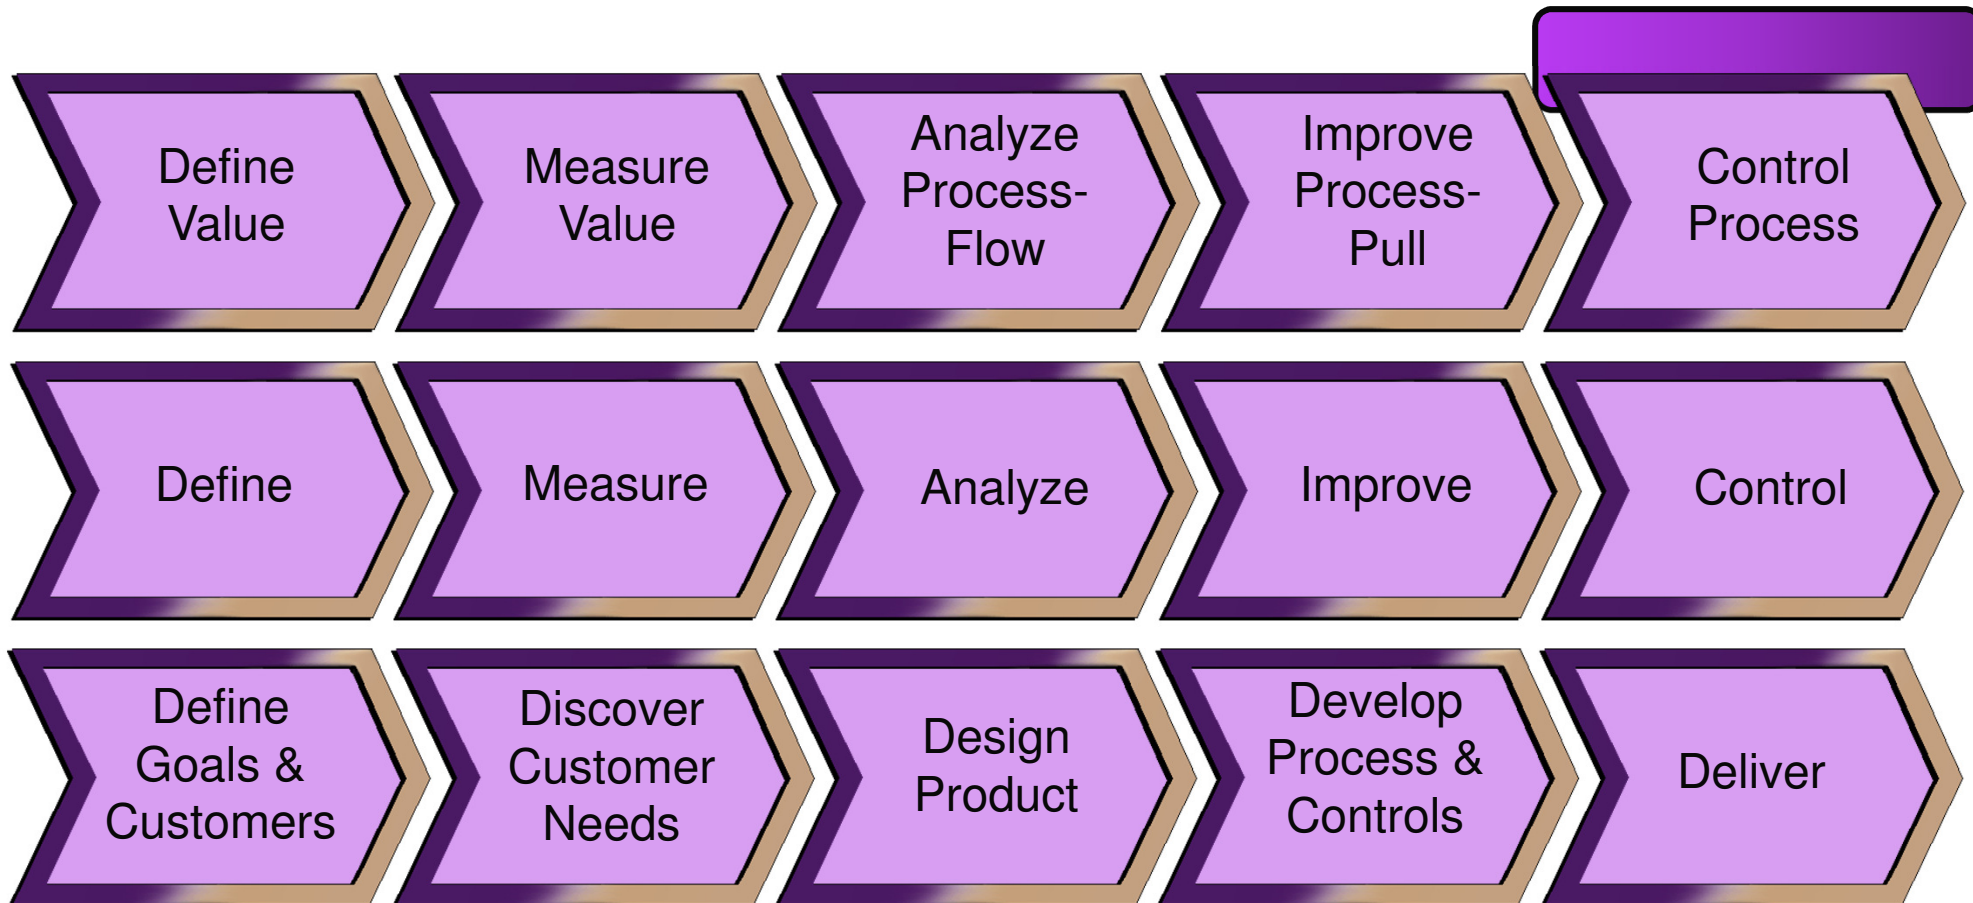 Define
Value
Measure
Value
Analyze
Process-
Flow
Improve
Process-
Pull
Control
Process
Define
Measure
Analyze
Improve
Control
Define
Goals &
Customers
Discover
Customer
Needs
Design
Product
Develop
Process &
Controls
Deliver